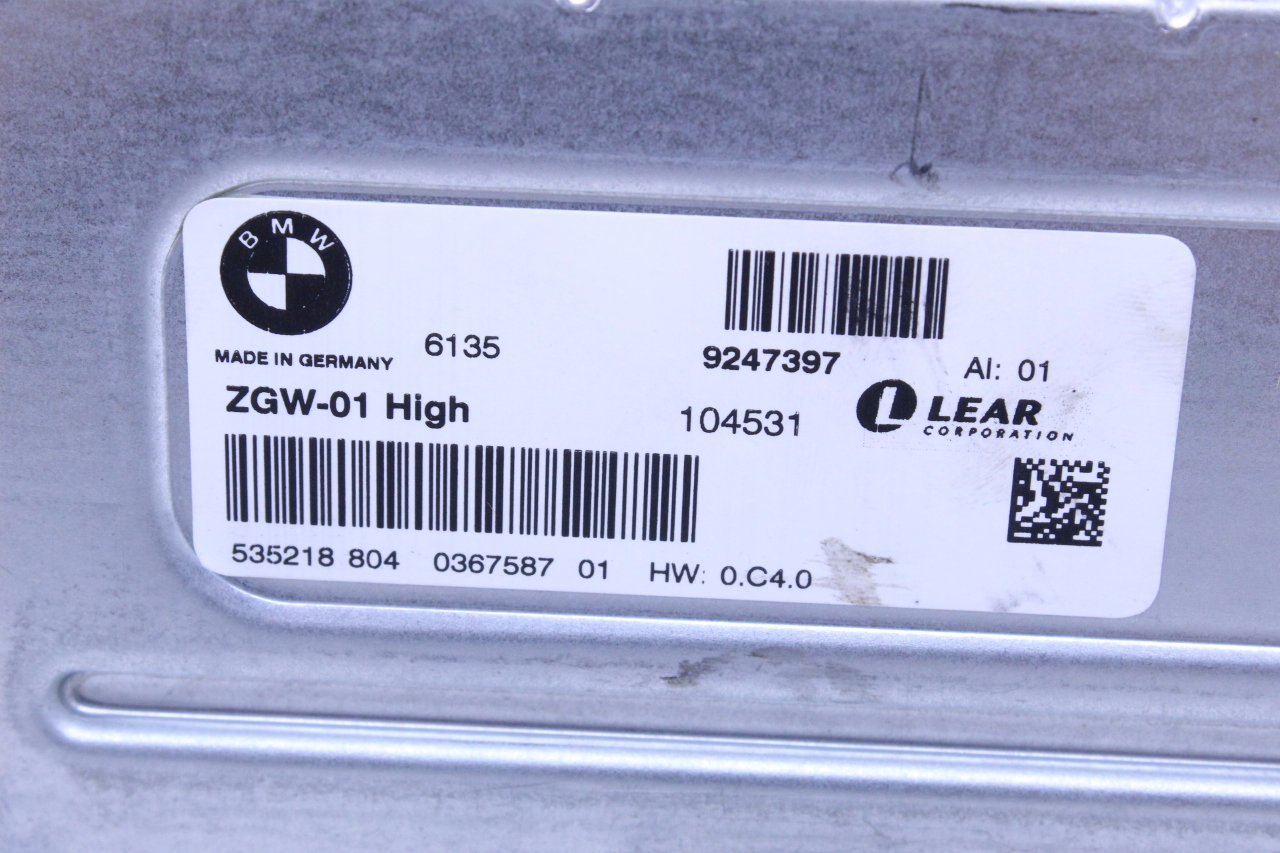 BMW
MADE IN GERMANY
6135
9247397
AI: 01
ZGW-01 High
104531
L LEAR
CORPORATION
535218 804 0367587 01 HW: 0.C4.0